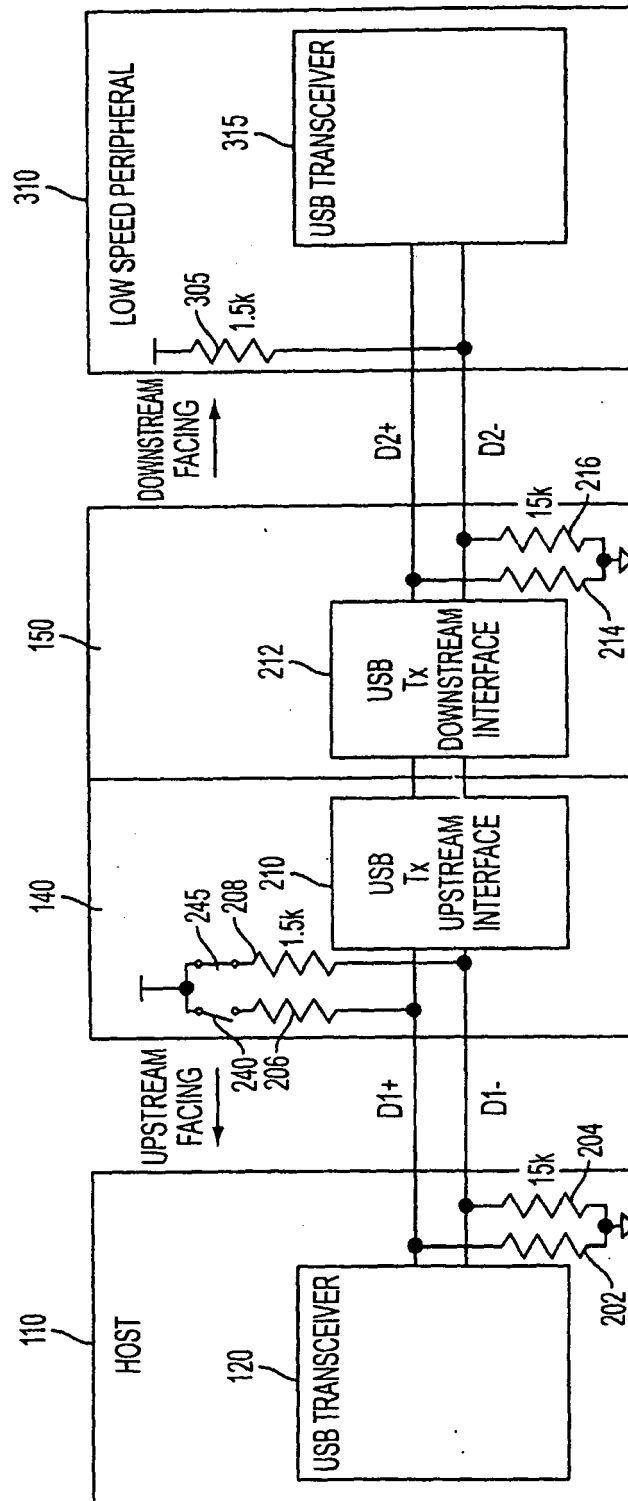 110
HOST
120
USB TRANSCEIVER
15k
204
202
UPSTREAM
FACING
D1+
D1-
140
245
208
1.5k
240
206
210
USB
Tx
UPSTREAM
INTERFACE
150
212
USB
Tx
DOWNSTREAM
INTERFACE
15k
216
214
DOWNSTREAM
FACING
D2+
D2-
310
LOW SPEED PERIPHERAL
305
1.5k
315
USB TRANSCEIVER